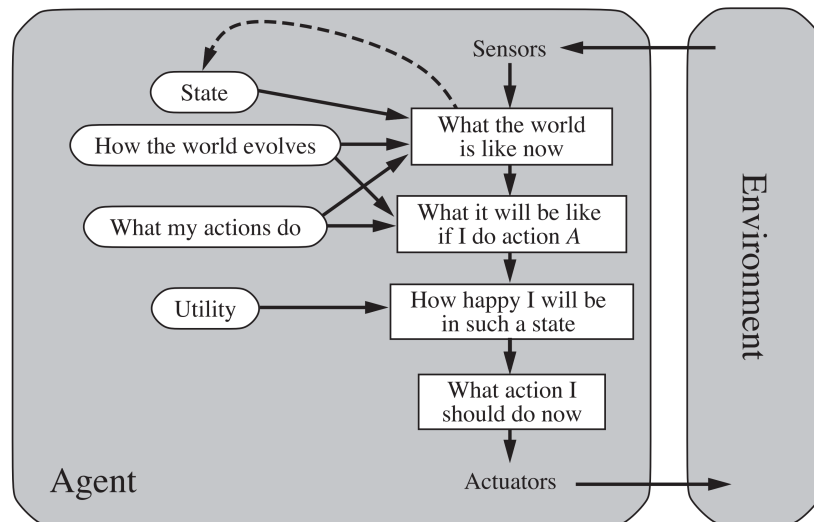 Sensors
State
What the world
is like now
How the world evolves
What it will be like
if I do action A
What my actions do
How happy I will be
in such a state
Utility
What action I
should do now
Agent
Actuators
Environment